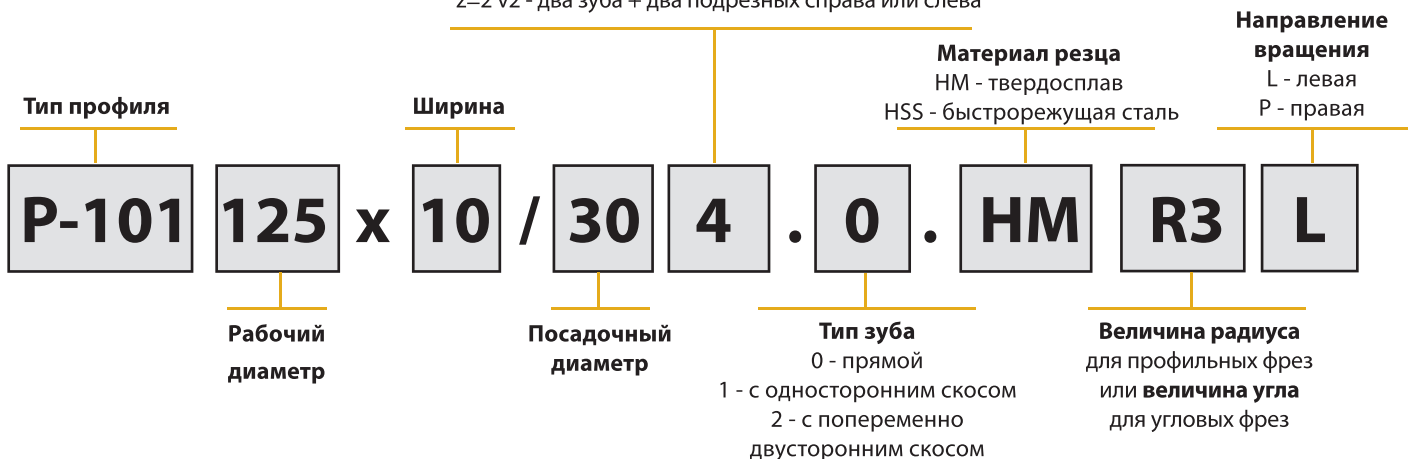 z=2 v2 - два зуба + два подрезных справа или слева
Направление
вращения
L - левая
P - правая
Материал резца
HM - твердосплав
HSS - быстрорежущая сталь
Тип профиля
Ширина
P-101 125 x 10 / 30 4 . 0 . HM R3 L
Рабочий
диаметр
Посадочный
диаметр
Тип зуба
0 - прямой
1 - с односторонним скосом
2 - с попеременно
двусторонним скосом
Величина радиуса
для профильных фрез
или величина угла
для угловых фрез